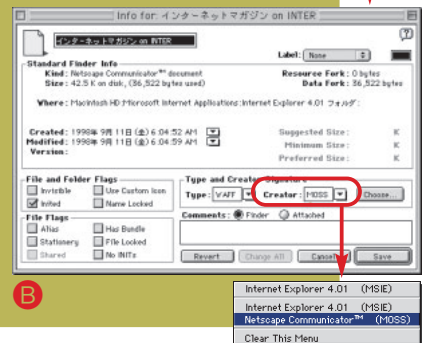 Info for: インターネットマガジン on INTER
インターネットマガジン on INTER
Label: None
Standard Finder Info
Kind: Netscape Communicator™ document
Size: 42.5 K on disk, (36,522 bytes used)
Resource Fork: 0 bytes
Data Fork: 36,522 bytes
Where: Macintosh HD:Microsoft Internet Applications:Internet Explorer 4.01 フォルダ:
Created: 1998年 9月 11日 (金) 6:04:52 AM
Modified: 1998年 9月 11日 (金) 6:04:59 AM
Version:
Suggested Size: K
Minimum Size: K
Preferred Size: K
File and Folder Flags
Invisible Use Custom Icon
Inited Name Locked
Type and Creator Signature
Type: WAFF Creator: MOSS Choose...
File Flags
Alias Has Bundle
Stationery File Locked
Shared No INITs
Comments: Finder Attached
Revert Change All Cancel Save
B
Internet Explorer 4.01 (MSIE)
Internet Explorer 4.01 (MSIE)
Netscape Communicator™ (MOSS)
Clear This Menu